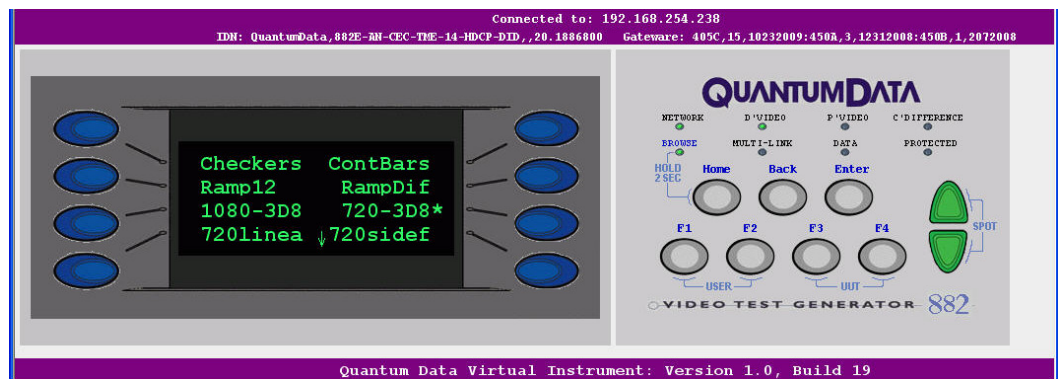 Connected to: 192.168.254.238
IDN: QuantumData,882E-AN-CEC-TME-14-HDCP-DID,,20.1886800 Gateware: 405C,15,10232009:450A,3,12312008:450B,1,2072008
Checkers ContBars
Ramp12 RampDif
1080-3D8 720-3D8*
720linea ↓720sidef
QUANTUMDATA
NETWORK D'VIDEO P'VIDEO C'DIFFERENCE
BROWSE MULTI-LINK DATA PROTECTED
HOLD
2 SEC
Home Back Enter
F1 F2 F3 F4
SPOT
USER UUT
VIDEO TEST GENERATOR 882
Quantum Data Virtual Instrument: Version 1.0, Build 19